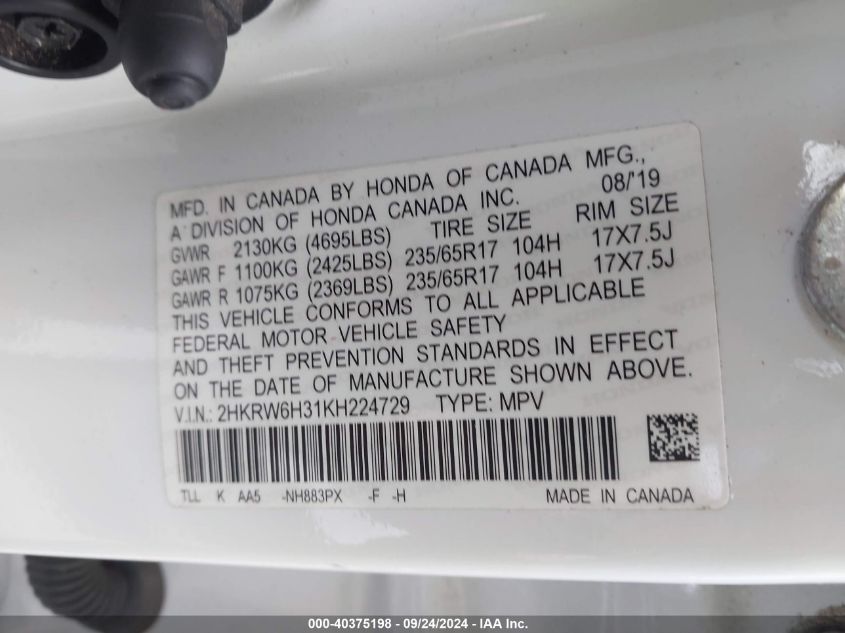 MFD. IN CANADA BY HONDA OF CANADA MFG.,
A DIVISION OF HONDA CANADA INC. 08/'19
GVWR 2130KG (4695LBS) TIRE SIZE RIM SIZE
GAWR F 1100KG (2425LBS) 235/65R17 104H 17X7.5J
GAWR R 1075KG (2369LBS) 235/65R17 104H 17X7.5J
THIS VEHICLE CONFORMS TO ALL APPLICABLE
FEDERAL MOTOR VEHICLE SAFETY
AND THEFT PREVENTION STANDARDS IN EFFECT
ON THE DATE OF MANUFACTURE SHOWN ABOVE.
V.I.N.: 2HKRW6H31KH224729 TYPE: MPV
TLL K AA5 -NH883PX -F -H MADE IN CANADA
000-40375198 - 09/24/2024 - IAA Inc.